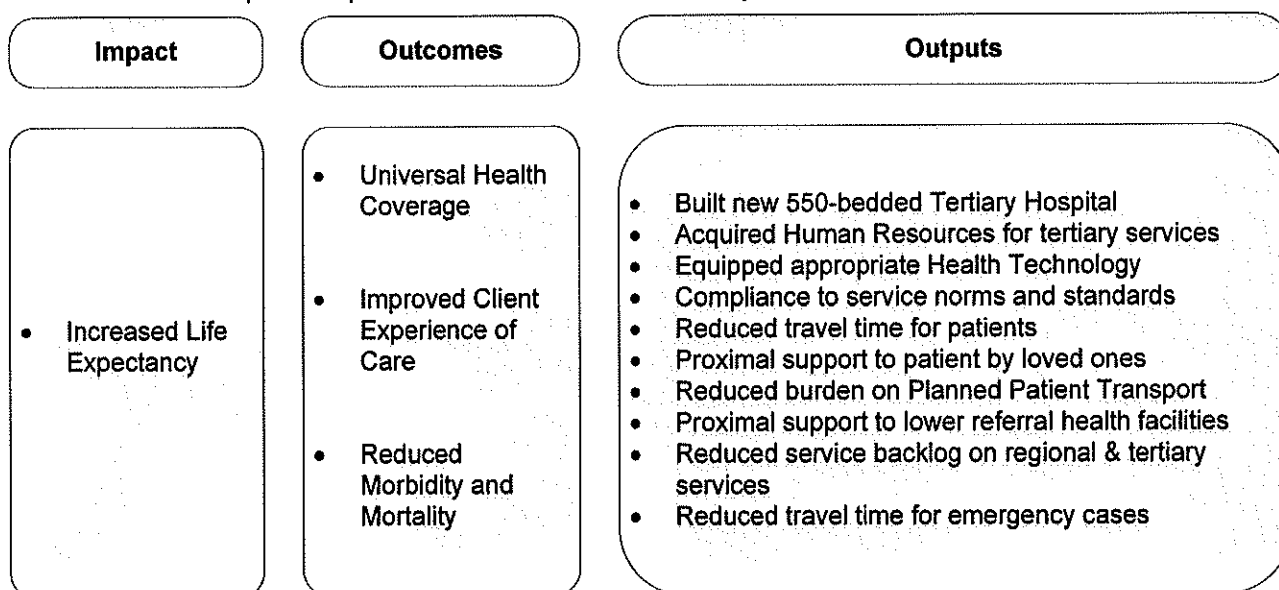 Impact
Outcomes
Outputs
• Increased Life
Expectancy
• Universal Health
Coverage
• Improved Client
Experience of
Care
• Reduced
Morbidity and
Mortality
• Built new 550-bedded Tertiary Hospital
• Acquired Human Resources for tertiary services
• Equipped appropriate Health Technology
• Compliance to service norms and standards
• Reduced travel time for patients
• Proximal support to patient by loved ones
• Reduced burden on Planned Patient Transport
• Proximal support to lower referral health facilities
• Reduced service backlog on regional & tertiary
services
• Reduced travel time for emergency cases